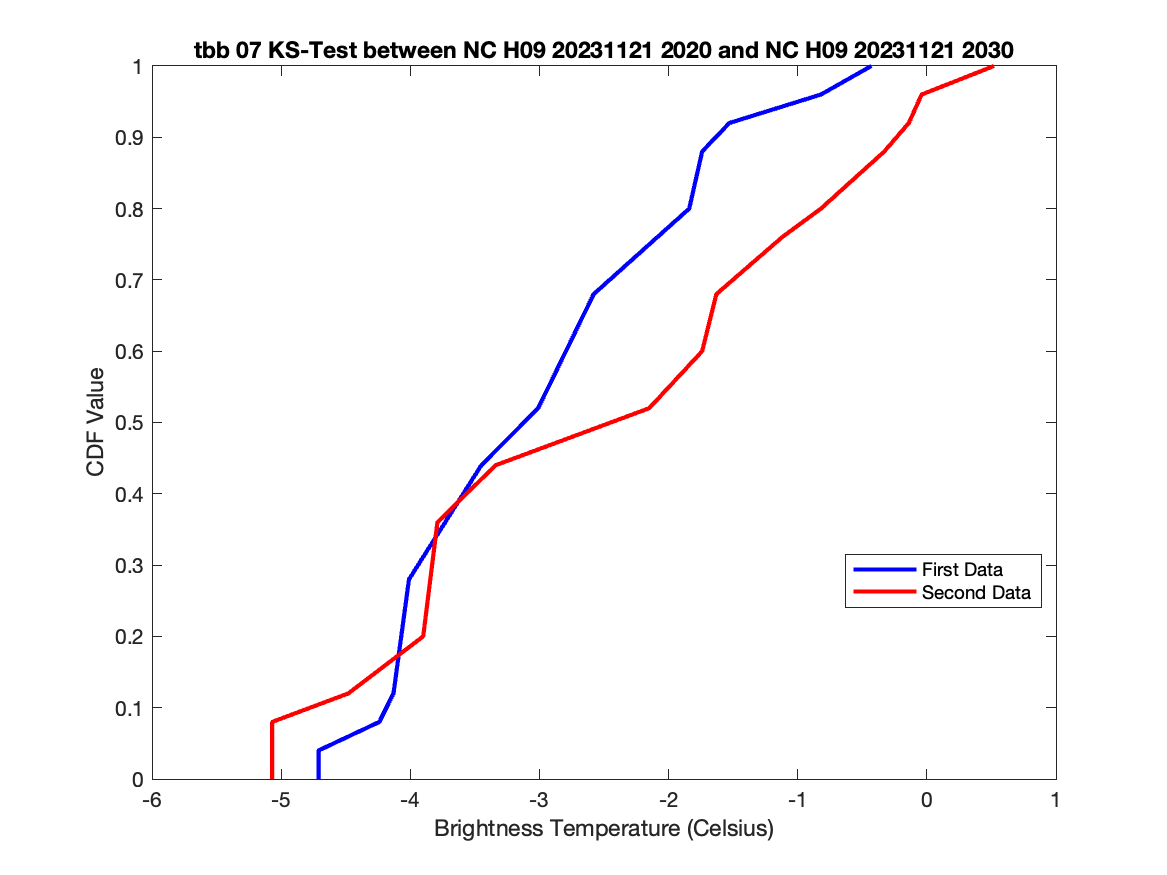 tbb 07 KS-Test between NC H09 20231121 2020 and NC H09 20231121 2030
1
0.9
0.8
0.7
0.6
0.5
0.4
0.3
0.2
0.1
0
CDF Value
First Data
Second Data
-6 -5 -4 -3 -2 -1 0 1
Brightness Temperature (Celsius)